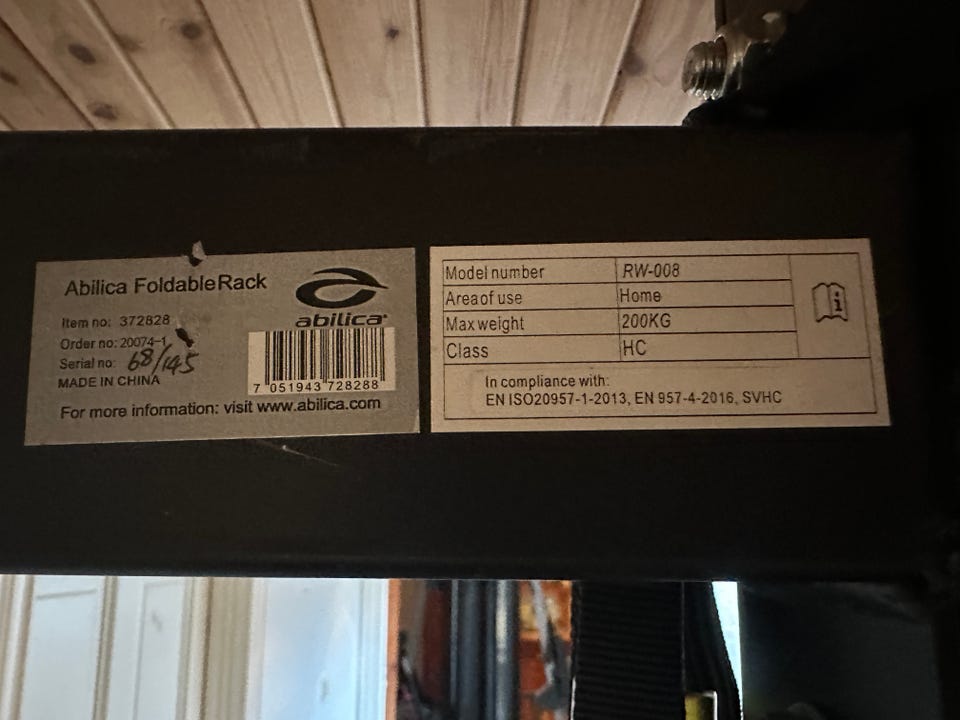 Abilica FoldableRack
abilica
Item no: 372828
Order no: 20074-1
Serial no: 68/145
MADE IN CHINA
7 051943 728288
For more information: visit www.abilica.com
Model number RW-008
Area of use Home
Max weight 200KG
Class HC
In compliance with:
EN ISO20957-1-2013, EN 957-4-2016, SVHC